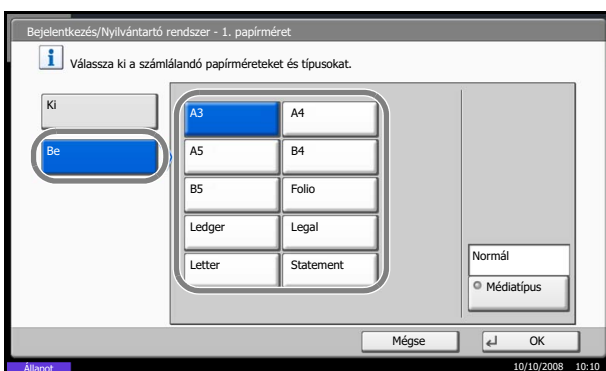 Bejelentkezés/Nyilvántartó rendszer - 1. papírméret
Válassza ki a számlálandó papírméreteket és típusokat.
Ki
Be
A3
A4
A5
B4
B5
Folio
Ledger
Legal
Letter
Statement
Normál
Médiatípus
Mégse
OK
Állapot
10/10/2008 10:10